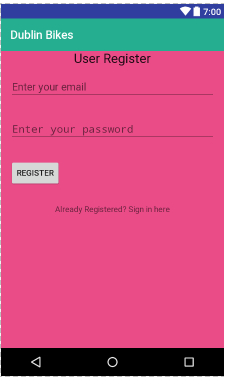 7:00
Dublin Bikes
User Register
Enter your email
Enter your password
REGISTER
Already Registered? Sign in here